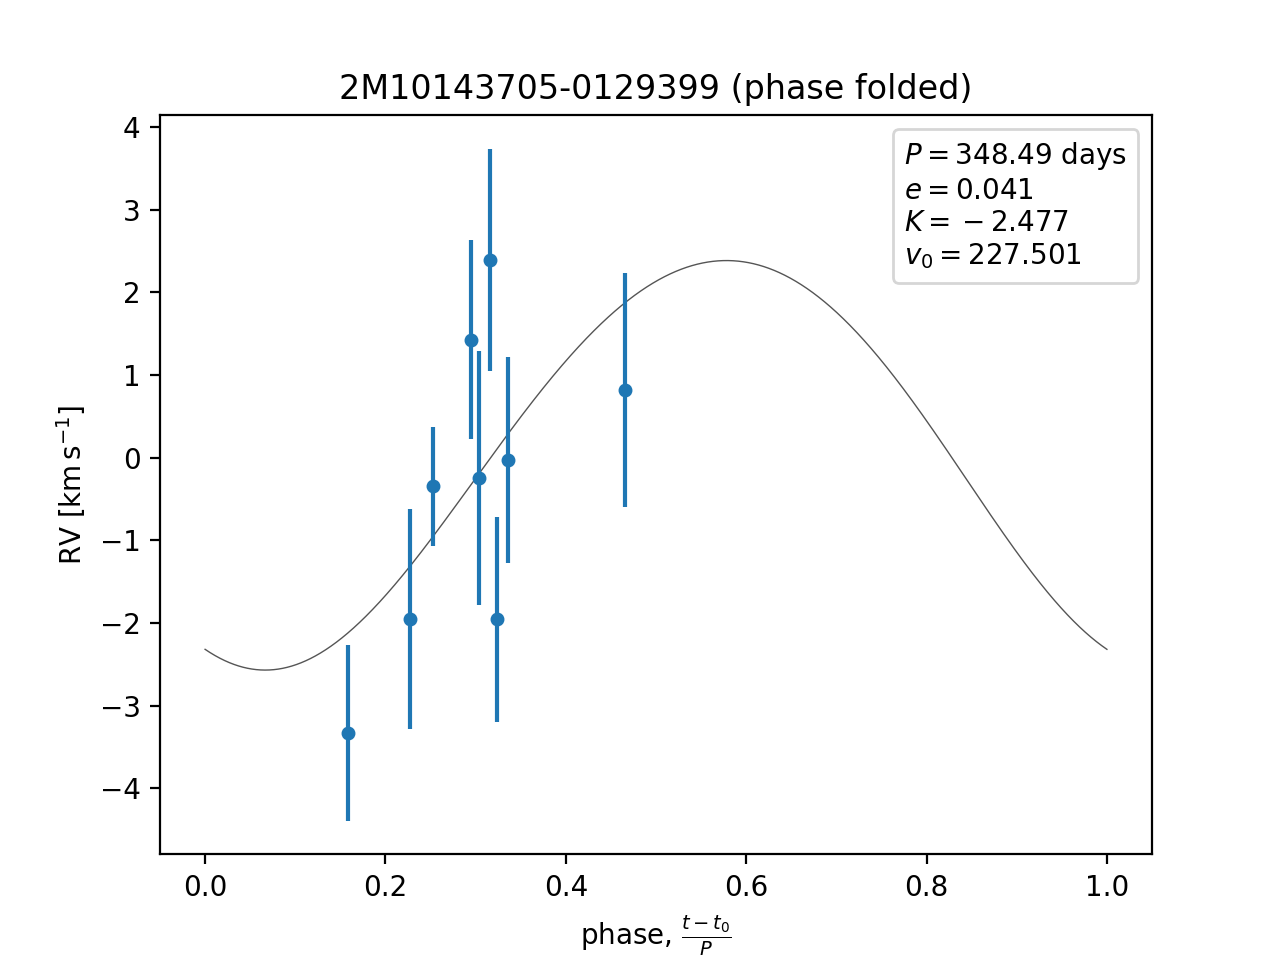 2M10143705-0129399 (phase folded)
P = 348.49 days
e = 0.041
K = −2.477
v₀ = 227.501
4
3
2
1
0
−1
−2
−3
−4
RV [km s⁻¹]
0.0 0.2 0.4 0.6 0.8 1.0
phase, (t − t₀)/P